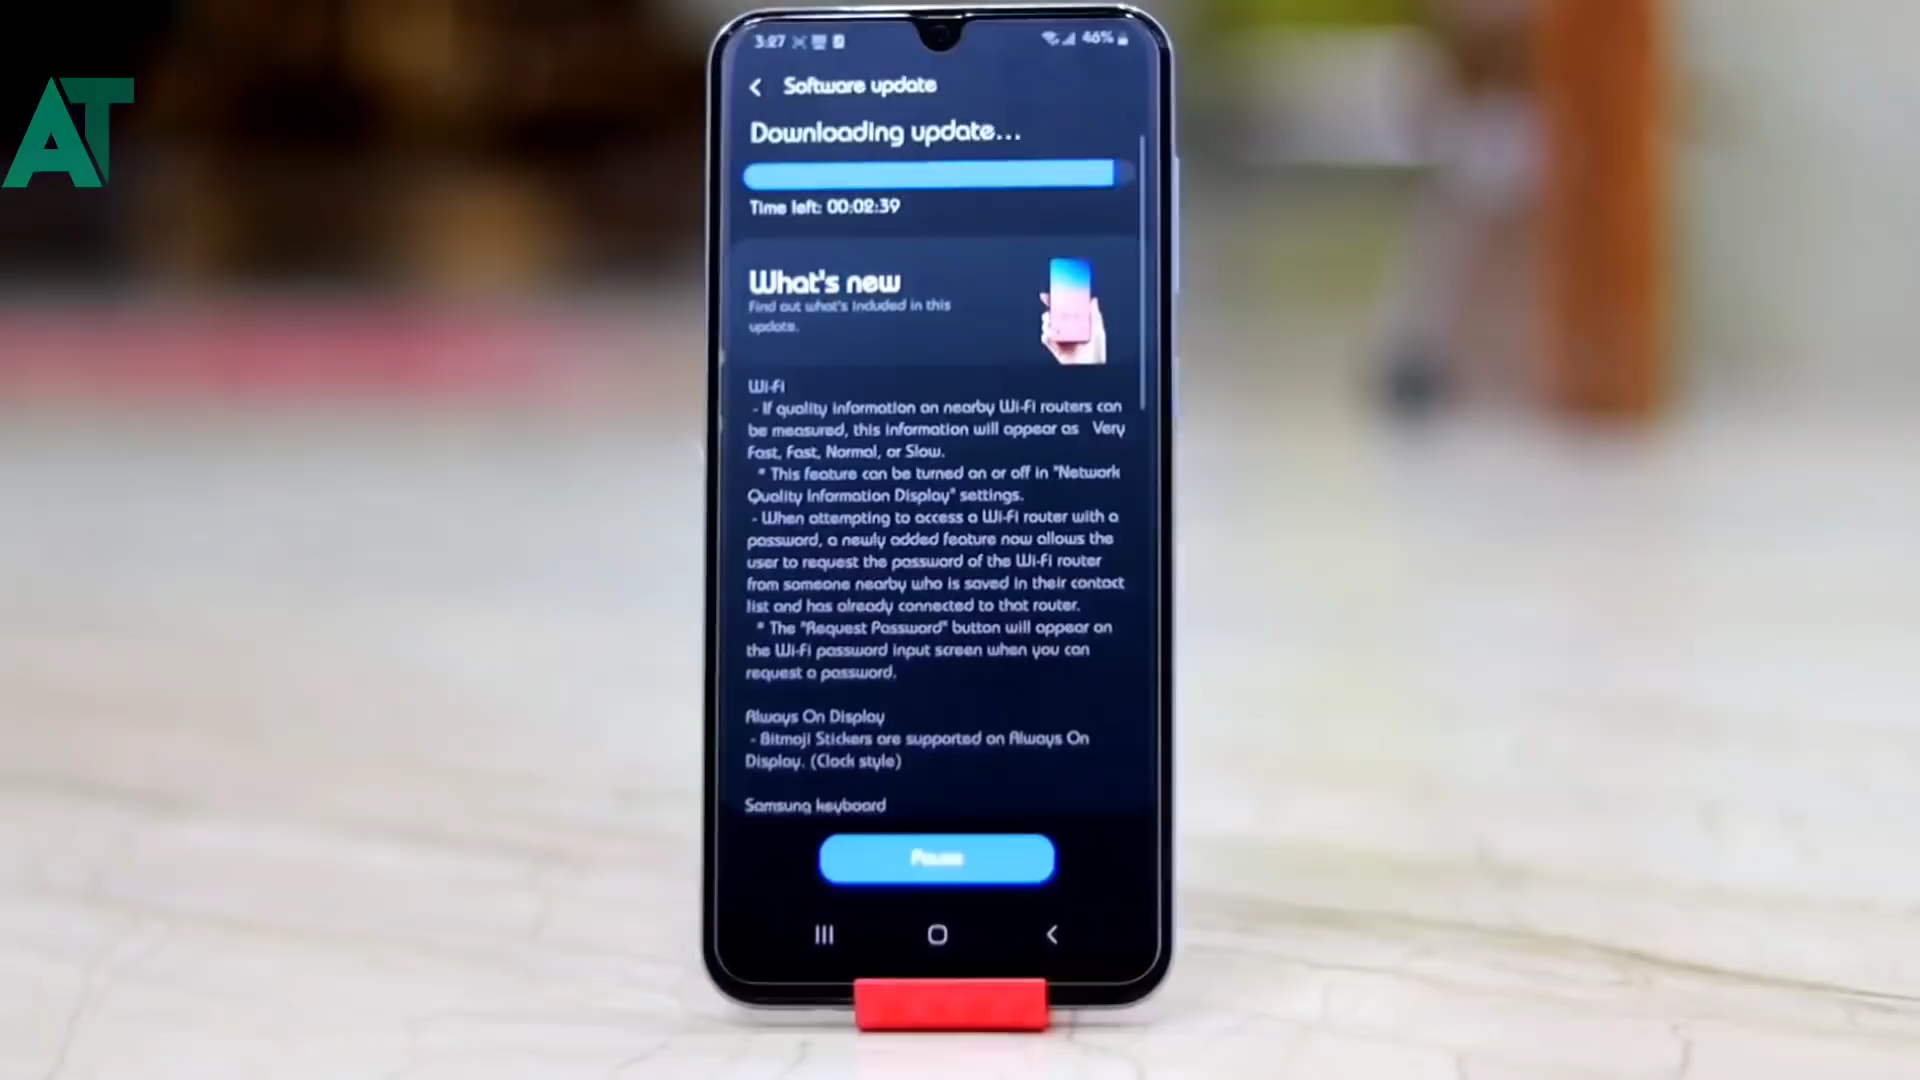 AT
3:27
46%
Software update
Downloading update...
Time left: 00:02:39
What's new
Find out what's included in this
update.
Wi-Fi
- If quality information on nearby Wi-Fi routers can
be measured, this information will appear as Very
Fast, Fast, Normal, or Slow.
* This feature can be turned on or off in "Network
Quality Information Display" settings.
- When attempting to access a Wi-Fi router with a
password, a newly added feature now allows the
user to request the password of the Wi-Fi router
from someone nearby who is saved in their contact
list and has already connected to that router.
* The "Request Password" button will appear on
the Wi-Fi password input screen when you can
request a password.
Always On Display
- Bitmoji Stickers are supported on Always On
Display. (Clock style)
Samsung keyboard
Pause